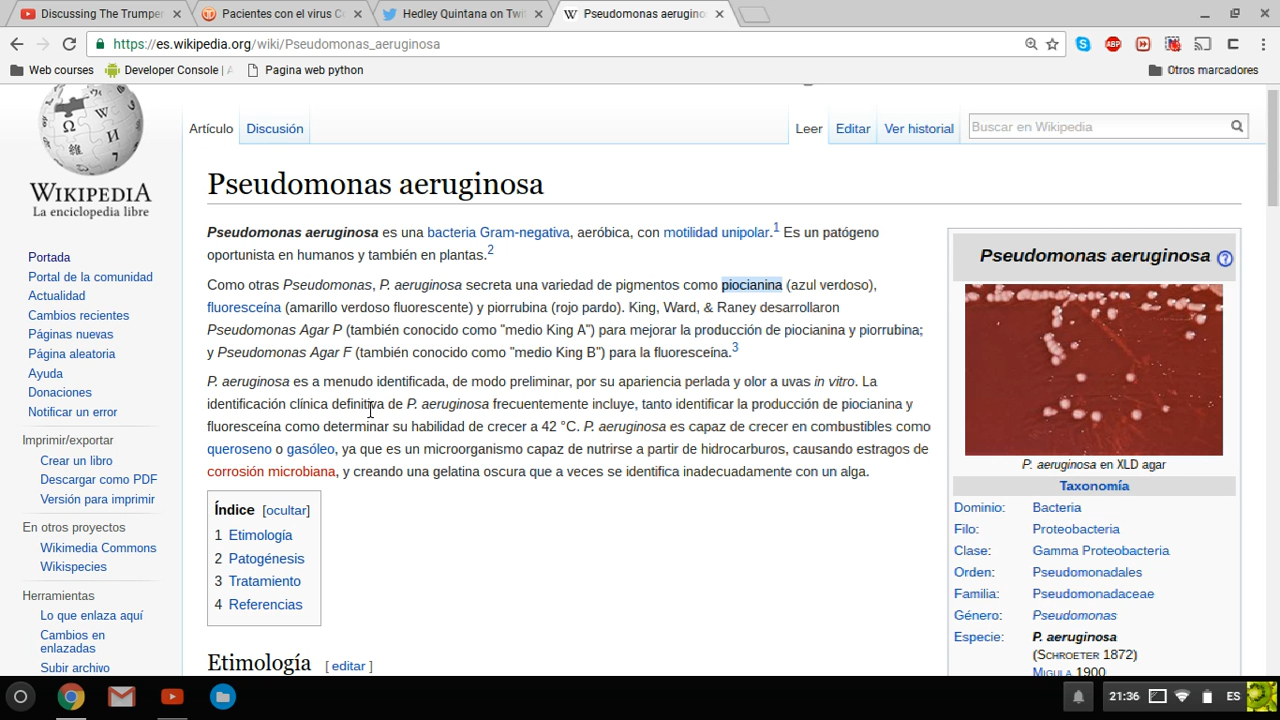 Discussing The Trumper
Pacientes con el virus C
Hedley Quintana on Twi
W Pseudomonas aerugino
https://es.wikipedia.org/wiki/Pseudomonas_aeruginosa
ABP
Web courses
Developer Console | A
Pagina web python
Otros marcadores
WIKIPEDIA
La enciclopedia libre
Portada
Portal de la comunidad
Actualidad
Cambios recientes
Páginas nuevas
Página aleatoria
Ayuda
Donaciones
Notificar un error
Imprimir/exportar
Crear un libro
Descargar como PDF
Versión para imprimir
En otros proyectos
Wikimedia Commons
Wikispecies
Herramientas
Lo que enlaza aquí
Cambios en
enlazadas
Subir archivo
Artículo
Discusión
Leer
Editar
Ver historial
Buscar en Wikipedia
Pseudomonas aeruginosa
Pseudomonas aeruginosa es una bacteria Gram-negativa, aeróbica, con motilidad unipolar.1 Es un patógeno
oportunista en humanos y también en plantas.2
Como otras Pseudomonas, P. aeruginosa secreta una variedad de pigmentos como piocianina (azul verdoso),
fluoresceína (amarillo verdoso fluorescente) y piorrubina (rojo pardo). King, Ward, & Raney desarrollaron
Pseudomonas Agar P (también conocido como "medio King A") para mejorar la producción de piocianina y piorrubina;
y Pseudomonas Agar F (también conocido como "medio King B") para la fluoresceína.3
P. aeruginosa es a menudo identificada, de modo preliminar, por su apariencia perlada y olor a uvas in vitro. La
identificación clínica definitiva de P. aeruginosa frecuentemente incluye, tanto identificar la producción de piocianina y
fluoresceína como determinar su habilidad de crecer a 42 °C. P. aeruginosa es capaz de crecer en combustibles como
queroseno o gasóleo, ya que es un microorganismo capaz de nutrirse a partir de hidrocarburos, causando estragos de
corrosión microbiana, y creando una gelatina oscura que a veces se identifica inadecuadamente con un alga.
Índice [ocultar]
1 Etimología
2 Patogénesis
3 Tratamiento
4 Referencias
Etimología [ editar ]
Pseudomonas aeruginosa ?
P. aeruginosa en XLD agar
Taxonomía
Dominio: Bacteria
Filo: Proteobacteria
Clase: Gamma Proteobacteria
Orden: Pseudomonadales
Familia: Pseudomonadaceae
Género: Pseudomonas
Especie: P. aeruginosa
(SCHROETER 1872)
MIGULA 1900
21:36
ES